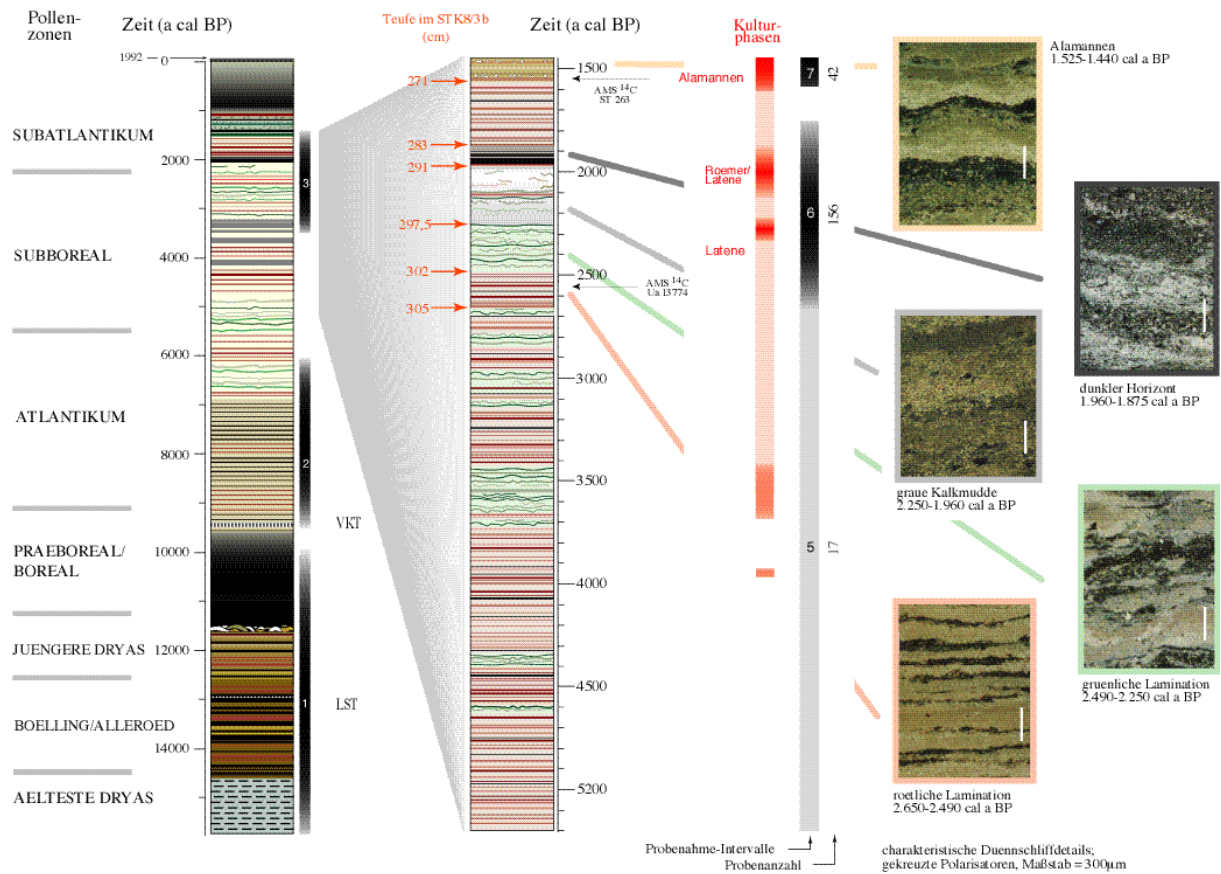 Pollen-
zonen
Zeit (a cal BP)
Teufe im STK8/3b
(cm)
Zeit (a cal BP)
Kultur-
phasen
1992
0
2000
4000
6000
8000
10000
12000
14000
SUBATLANTIKUM
SUBBOREAL
ATLANTIKUM
PRAEBOREAL/
BOREAL
JUENGERE DRYAS
BOELLING/ALLEROED
AELTESTE DRYAS
3
2
1
VKT
LST
271
283
291
297,5
302
305
1500
2000
2500
3000
3500
4000
4500
5200
AMS 14C
ST 263
AMS 14C
Ua 13774
Alamannen
Roemer/
Latene
Latene
7
42
6
156
5
17
Probenahme-Intervalle
Probenanzahl
Alamannen
1.525-1.440 cal a BP
dunkler Horizont
1.960-1.875 cal a BP
graue Kalkmudde
2.250-1.960 cal a BP
gruenliche Lamination
2.490-2.250 cal a BP
roetliche Lamination
2.650-2.490 cal a BP
charakteristische Duennschliffdetails;
gekreuzte Polarisatoren, Maßstab = 300µm